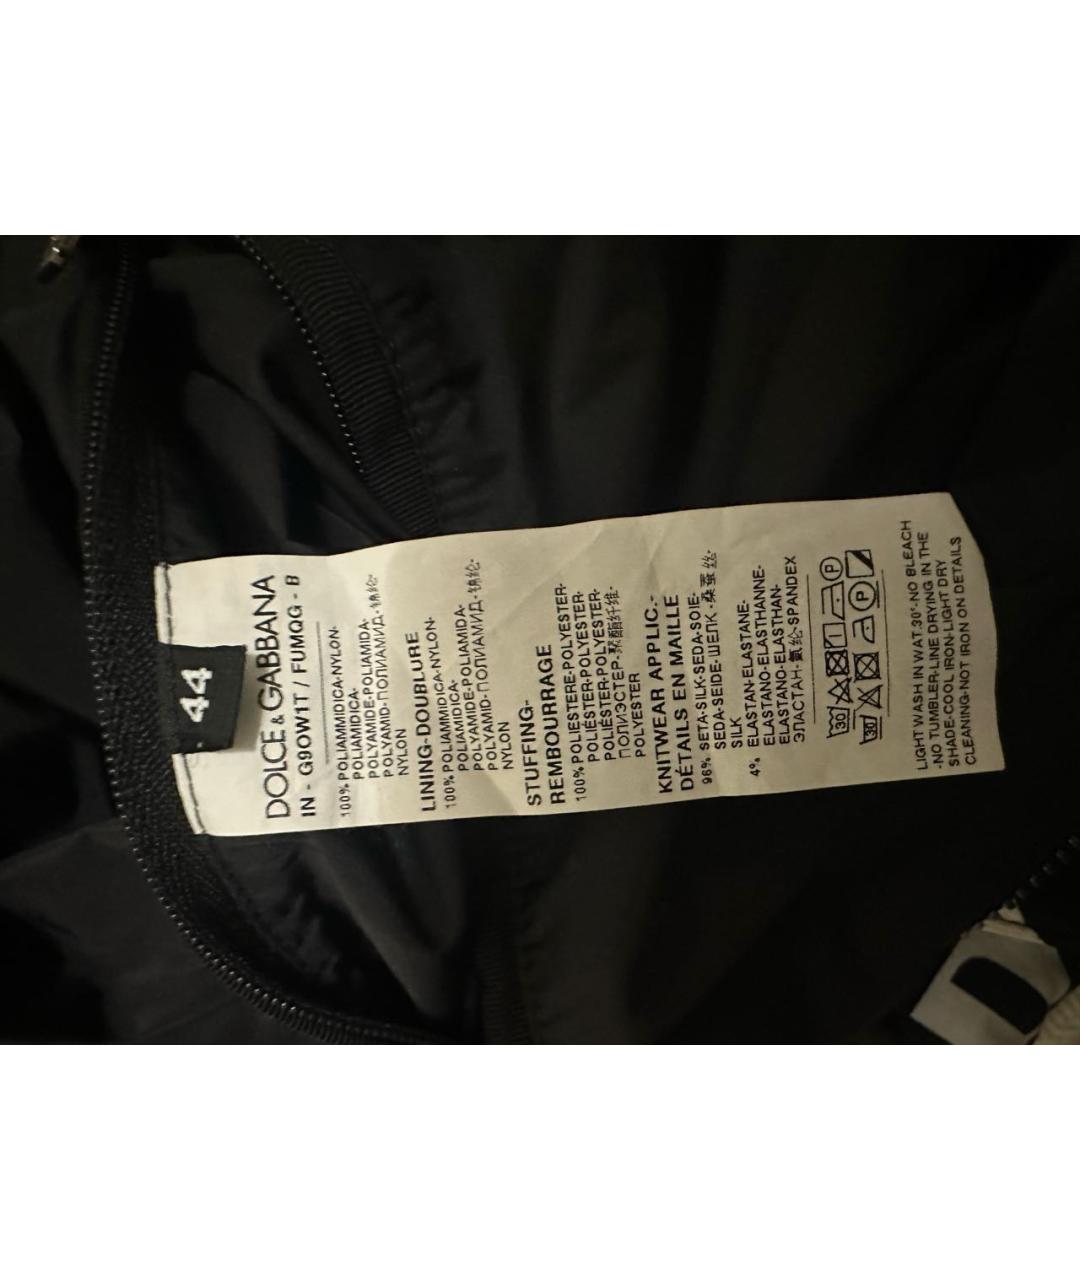 44
DOLCE & GABBANA
IN - G9OW1T / FUMQG - B
100% POLIAMMIDICA-NYLON-
POLIAMIDICA-
POLYAMIDE-POLIAMIDA-
POLYAMID-ПОЛИАМИД-锦纶-
NYLON
LINING-DOUBLURE
100% POLIAMMIDICA-NYLON-
POLIAMIDICA-
POLYAMIDE-POLIAMIDA-
POLYAMID-ПОЛИАМИД-锦纶-
NYLON
STUFFING-
REMBOURRAGE
100% POLIESTERE-POLYESTER-
POLIÉSTER-POLYESTER-
POLIÉSTER-POLYESTER-
ПОЛИЭСТЕР-聚酯纤维-
POLYESTER
KNITWEAR APPLIC.-
DÉTAILS EN MAILLE
96% SETA-SILK-SEDA-SOIE-
SEDA-SEIDE-ШЕЛК-桑蚕丝-
SILK
4% ELASTAN-ELASTANE-
ELASTANO-ELASTHANNE-
ELASTANO-ELASTHAN-
ЭЛАСТАН-氨纶-SPANDEX
30 P
30 P
LIGHT WASH IN WAT.30°-NO BLEACH
-NO TUMBLER-LINE DRYING IN THE
SHADE-COOL IRON-LIGHT DRY
CLEANING-NOT IRON ON DETAILS